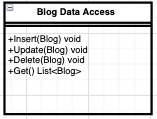 Blog Data Access
+Insert(Blog) void
+Update(Blog) void
+Delete(Blog) void
+Get() List<Blog>